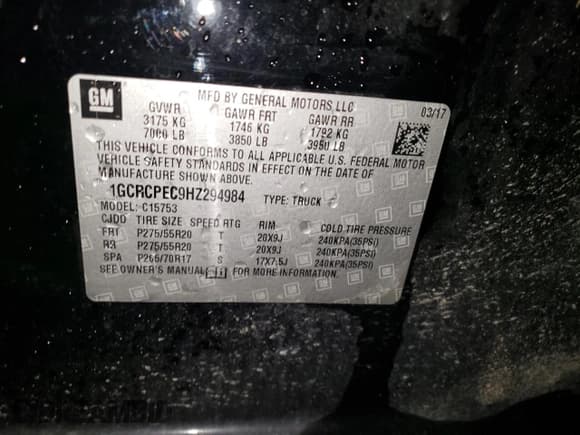 GM
MFD BY GENERAL MOTORS LLC
GVWR GAWR FRT GAWR RR 03/17
3175 KG 1746 KG 1792 KG
7000 LB 3850 LB 3950 LB
THIS VEHICLE CONFORMS TO ALL APPLICABLE U.S. FEDERAL MOTOR
VEHICLE SAFETY STANDARDS IN EFFECT ON THE DATE OF
MANUFACTURE SHOWN ABOVE.
1GCRCPEC9HZ294984 TYPE: TRUCK
MODEL: C15753
CJDD TIRE SIZE SPEED RTG RIM COLD TIRE PRESSURE
FRT P275/55R20 T 20X9J 240KPA(35PSI)
RR P275/55R20 T 20X9J 240KPA(35PSI)
SPA P265/70R17 S 17X7.5J 240KPA(35PSI)
SEE OWNER'S MANUAL FOR MORE INFORMATION.